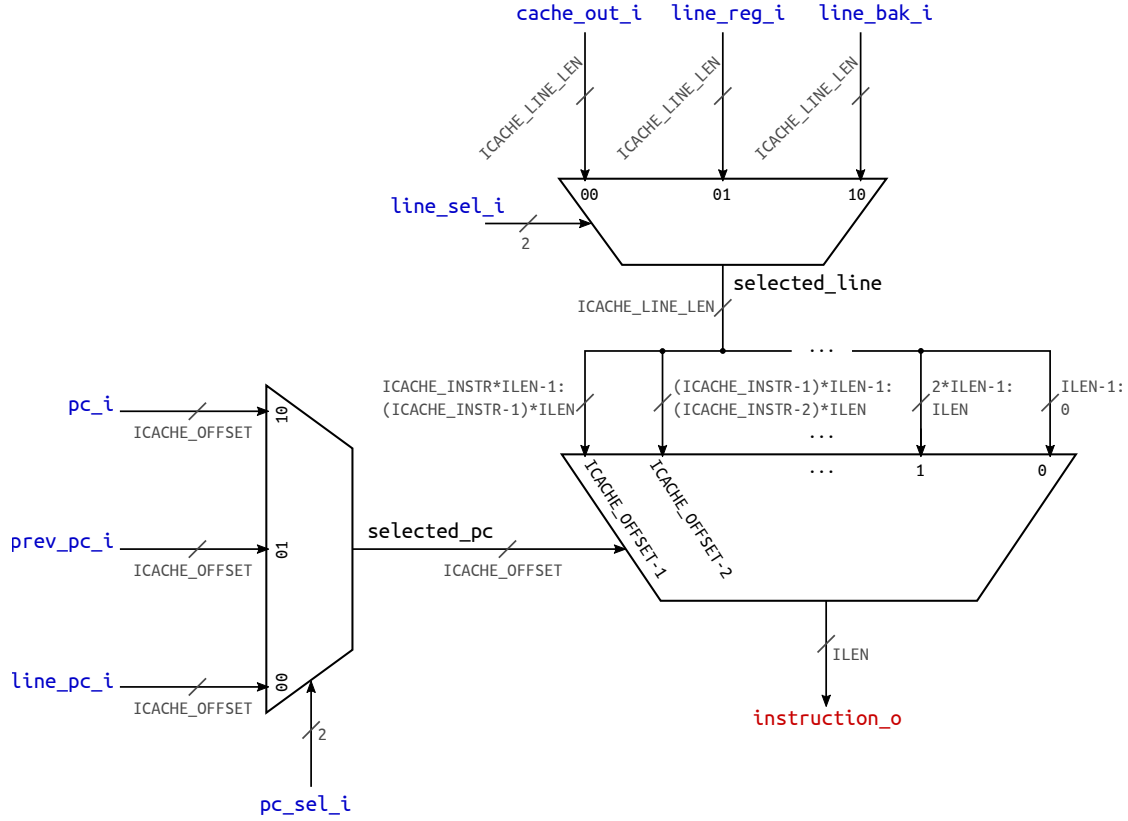 cache_out_i line_reg_i line_bak_i
ICACHE_LINE_LEN ICACHE_LINE_LEN ICACHE_LINE_LEN
00 01 10
line_sel_i
2
selected_line
ICACHE_LINE_LEN
...
ICACHE_INSTR*ILEN-1: (ICACHE_INSTR-1)*ILEN-1: 2*ILEN-1: ILEN-1:
(ICACHE_INSTR-1)*ILEN (ICACHE_INSTR-2)*ILEN ILEN 0
...
pc_i
10
ICACHE_OFFSET
ICACHE_OFFSET-1 ICACHE_OFFSET-2 ... 1 0
prev_pc_i
01
ICACHE_OFFSET
selected_pc
ICACHE_OFFSET
line_pc_i
00
ICACHE_OFFSET
2
pc_sel_i
ILEN
instruction_o